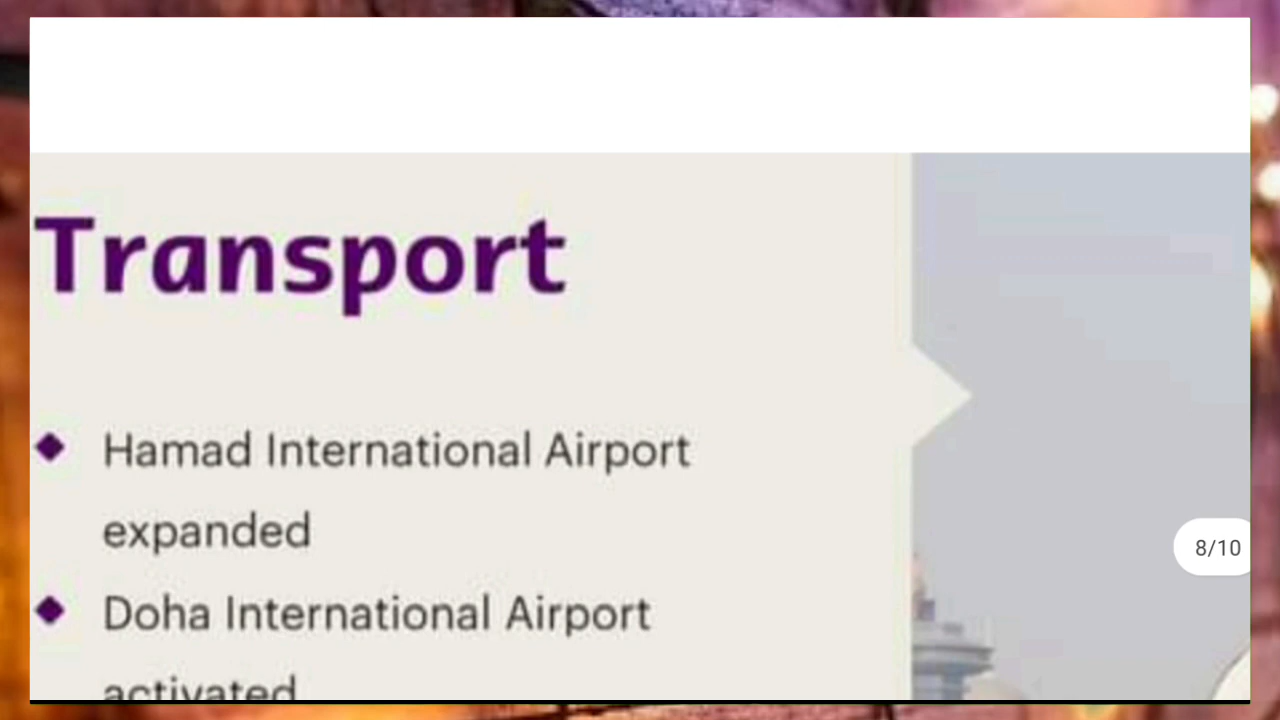 Transport
Hamad International Airport
expanded
8/10
Doha International Airport
activated